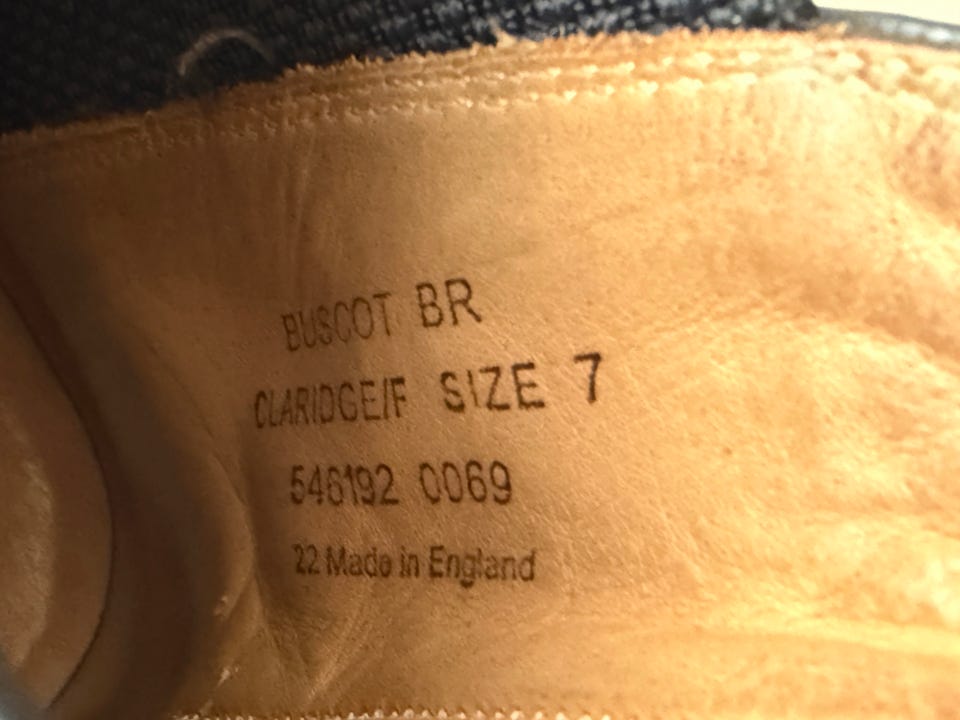 BUSCOT BR
CLARIDGE/F SIZE 7
546192 0069
22 Made in England